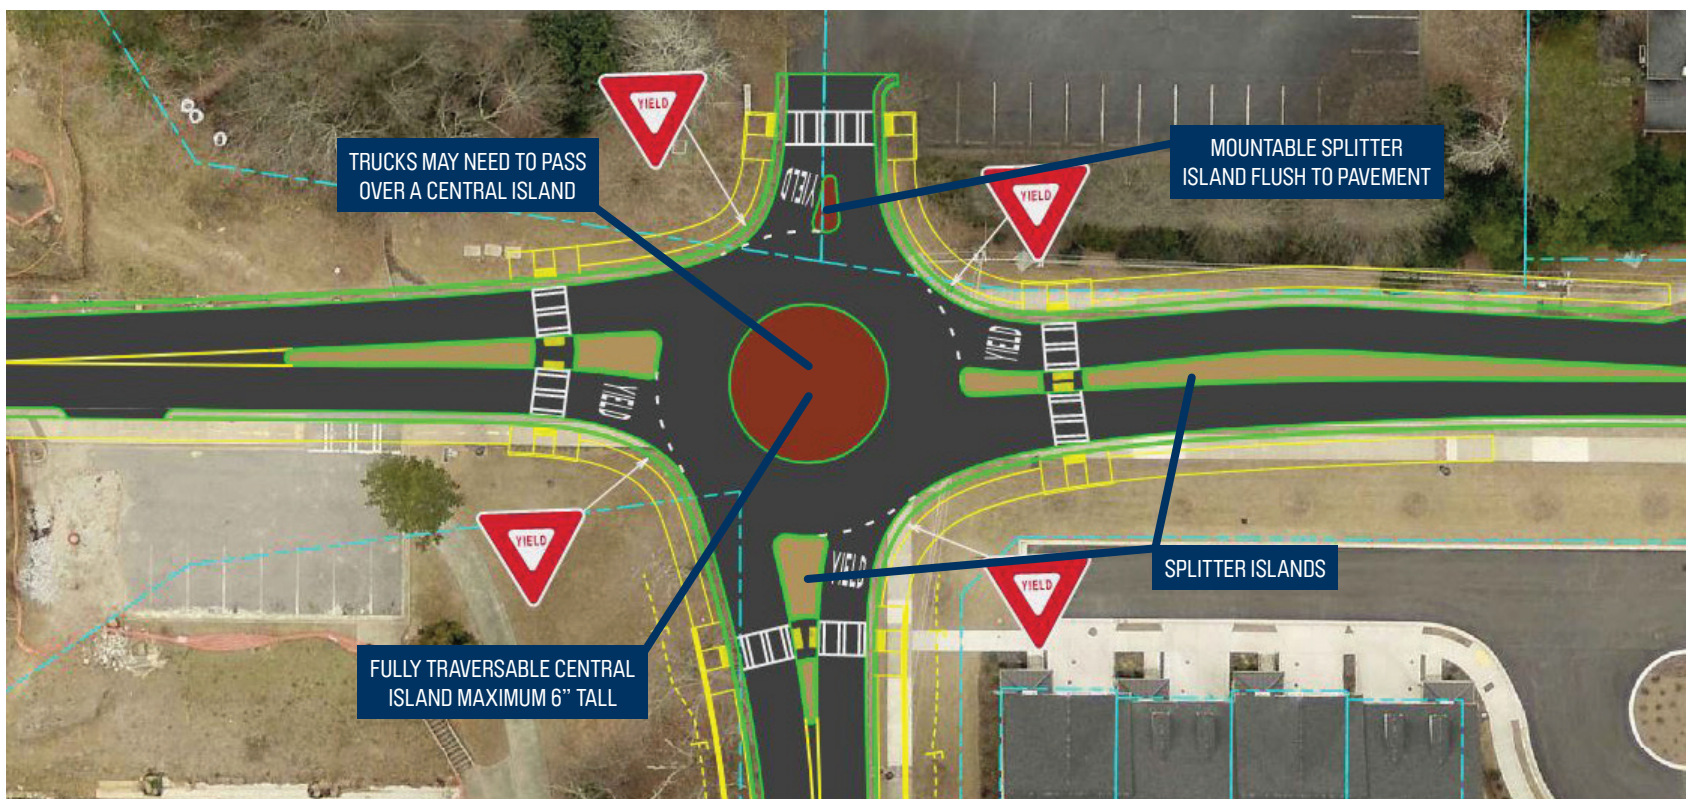 YIELD
TRUCKS MAY NEED TO PASS
OVER A CENTRAL ISLAND
MOUNTABLE SPLITTER
ISLAND FLUSH TO PAVEMENT
YIELD
YIELD
YIELD
YIELD
YIELD
YIELD
YIELD
SPLITTER ISLANDS
YIELD
FULLY TRAVERSABLE CENTRAL
ISLAND MAXIMUM 6” TALL